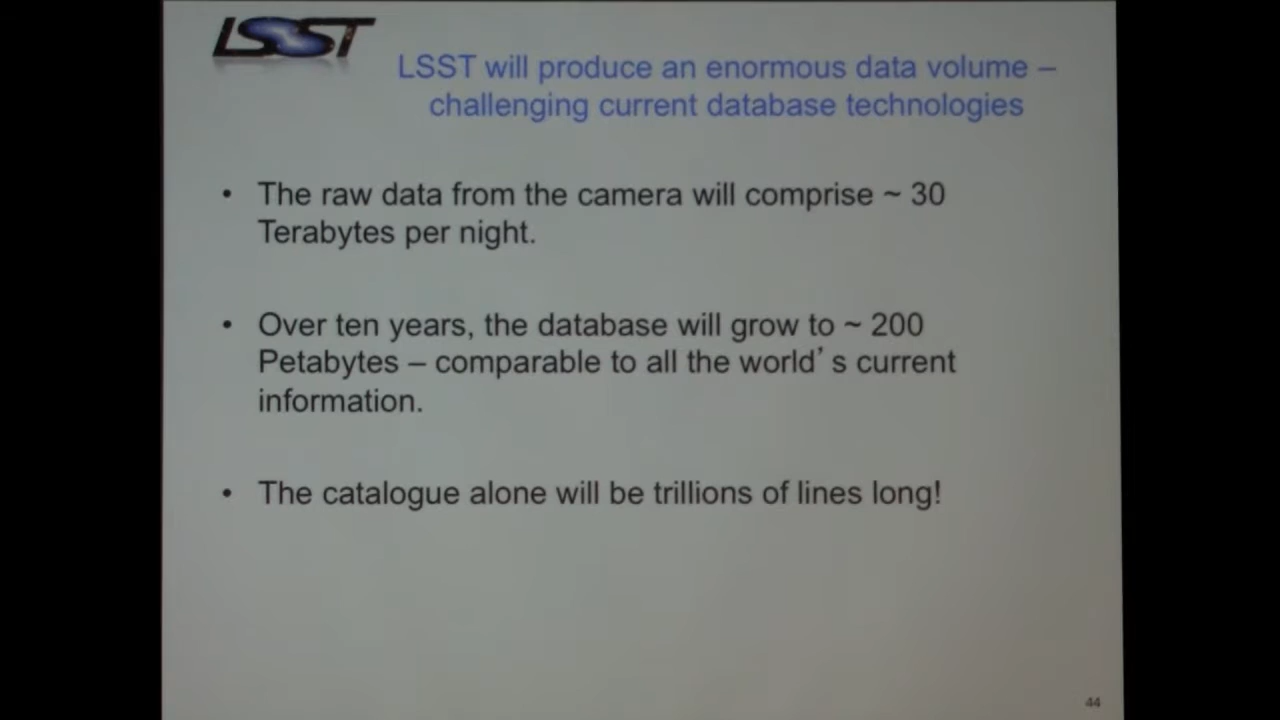 LSST
LSST will produce an enormous data volume –
challenging current database technologies
• The raw data from the camera will comprise ~ 30
Terabytes per night.
• Over ten years, the database will grow to ~ 200
Petabytes – comparable to all the world’ s current
information.
• The catalogue alone will be trillions of lines long!
44